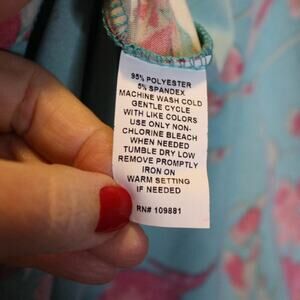 95% POLYESTER
5% SPANDEX
MACHINE WASH COLD
GENTLE CYCLE
WITH LIKE COLORS
USE ONLY NON-
CHLORINE BLEACH
WHEN NEEDED
TUMBLE DRY LOW
REMOVE PROMPTLY
IRON ON
WARM SETTING
IF NEEDED
RN# 109881